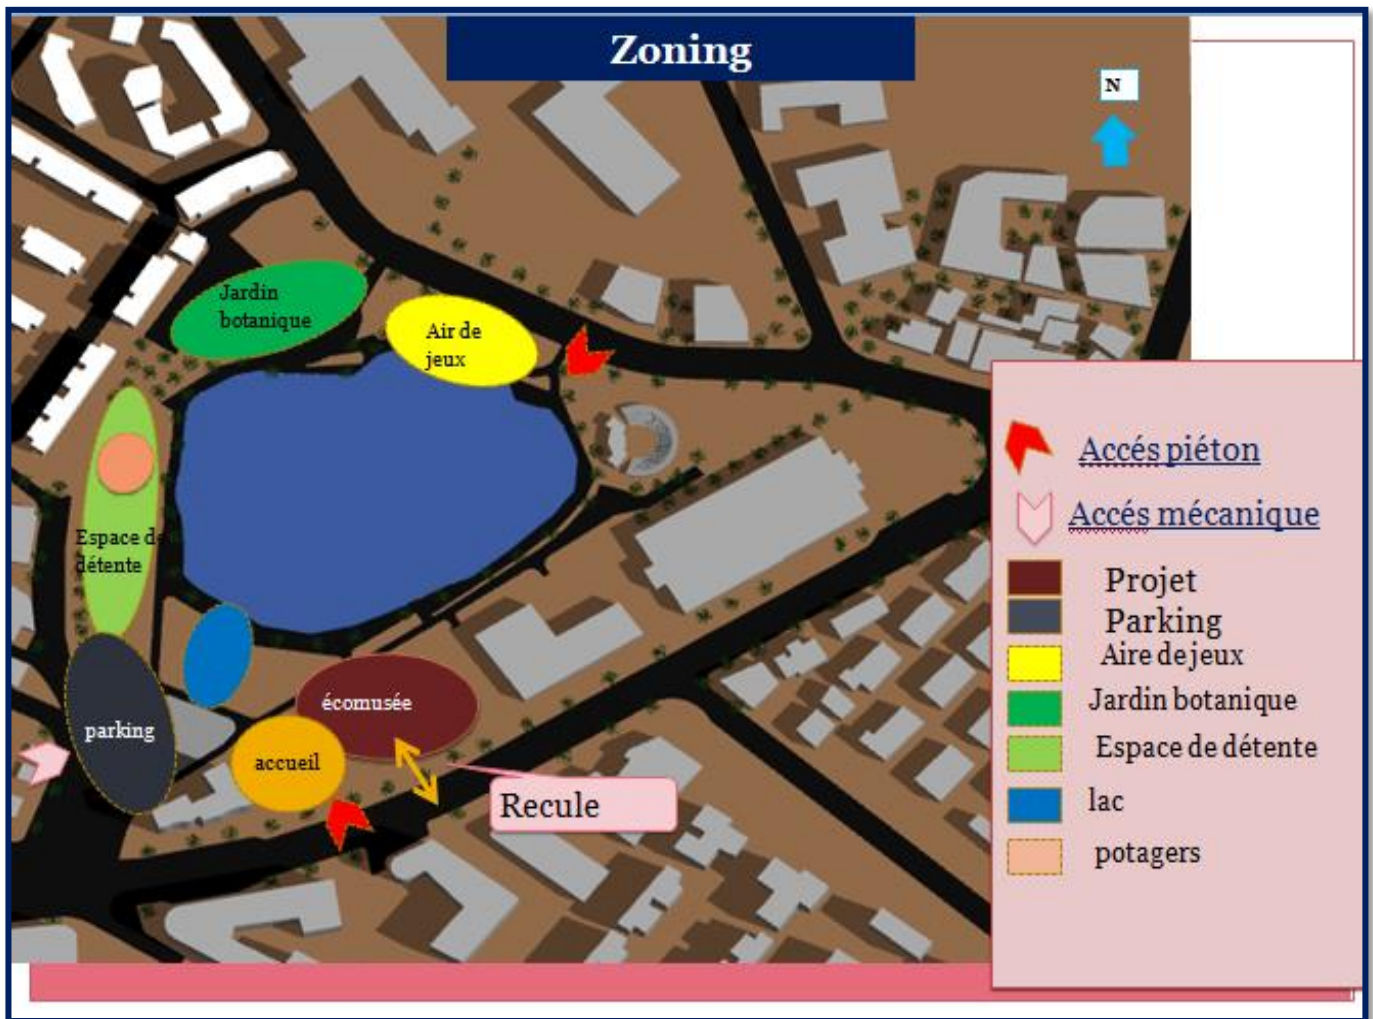 Zoning
N
Jardin
botanique
Air de
jeux
Espace de
détente
parking
écomusée
accueil
Recule
Accés piéton
Accés mécanique
Projet
Parking
Aire de jeux
Jardin botanique
Espace de détente
lac
potagers